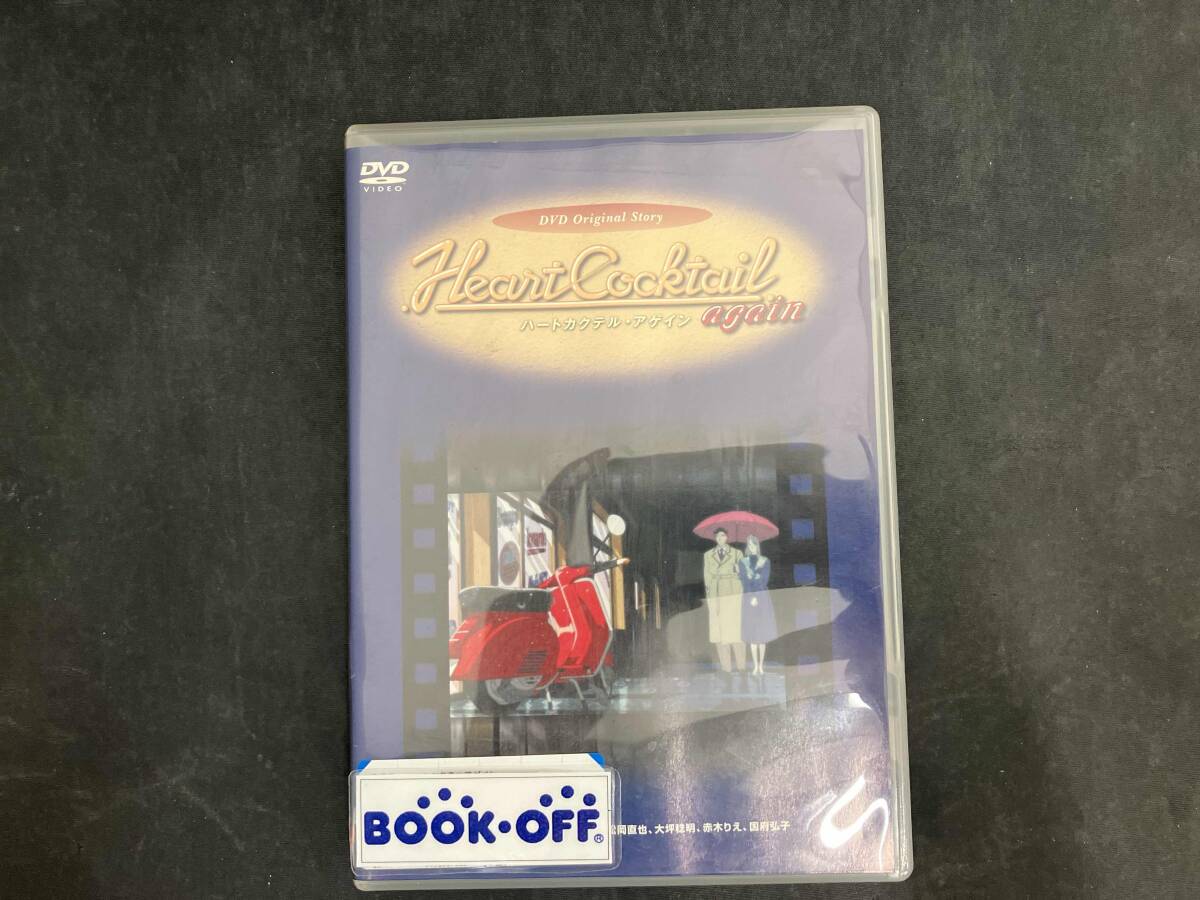 DVD
VIDEO
DVD Original Story
Heart Cocktail
again
ハートカクテル・アゲイン
松岡直也、大坪稔明、赤木りえ、国府弘子
BOOK・OFF®